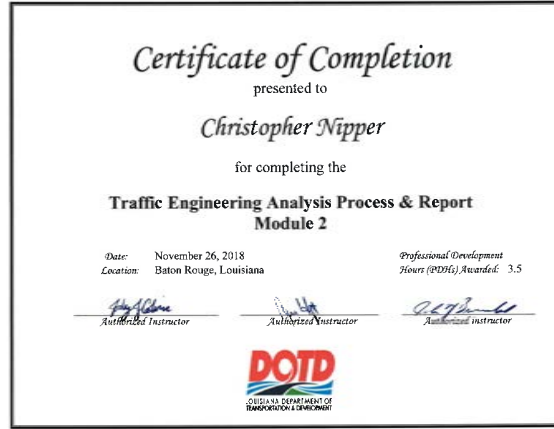 Certificate of Completion
presented to
Christopher Nipper
for completing the
Traffic Engineering Analysis Process & Report
Module 2
Date: November 26, 2018
Location: Baton Rouge, Louisiana
Professional Development
Hours (PDHs) Awarded: 3.5
Authorized Instructor
Authorized Instructor
Authorized instructor
DOTD
LOUISIANA DEPARTMENT OF
TRANSPORTATION & DEVELOPMENT